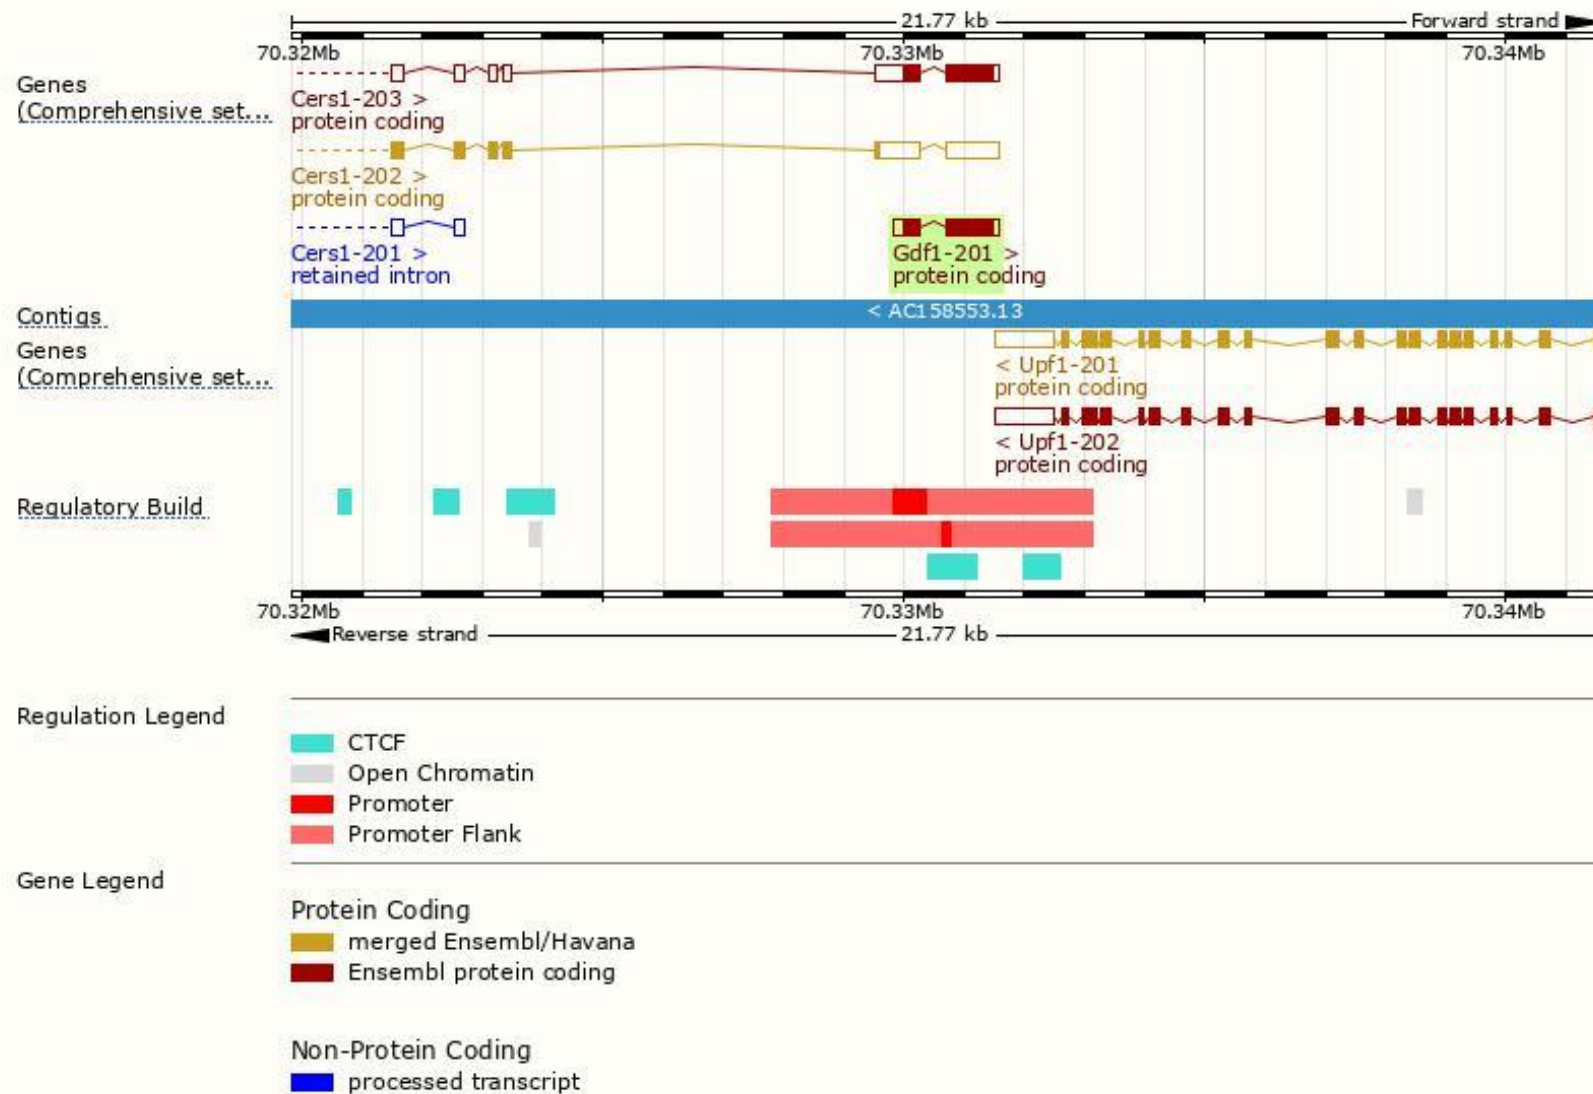 21.77 kb
Forward strand
70.32Mb 70.33Mb 70.34Mb
Genes
(Comprehensive set...
Cers1-203 >
protein coding
Cers1-202 >
protein coding
Cers1-201 >
retained intron
Gdf1-201 >
protein coding
Contigs
< AC158553.13
Genes
(Comprehensive set...
< Upf1-201
protein coding
< Upf1-202
protein coding
Regulatory Build
70.32Mb 70.33Mb 70.34Mb
Reverse strand
21.77 kb
Regulation Legend
CTCF
Open Chromatin
Promoter
Promoter Flank
Gene Legend
Protein Coding
merged Ensembl/Havana
Ensembl protein coding
Non-Protein Coding
processed transcript